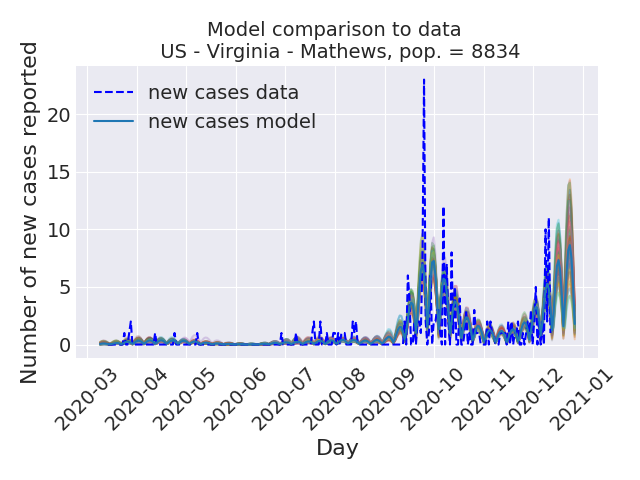 Model comparison to data
US - Virginia - Mathews, pop. = 8834
new cases data
new cases model
Number of new cases reported
20
15
10
5
0
2020-03
2020-04
2020-05
2020-06
2020-07
2020-08
2020-09
2020-10
2020-11
2020-12
2021-01
Day